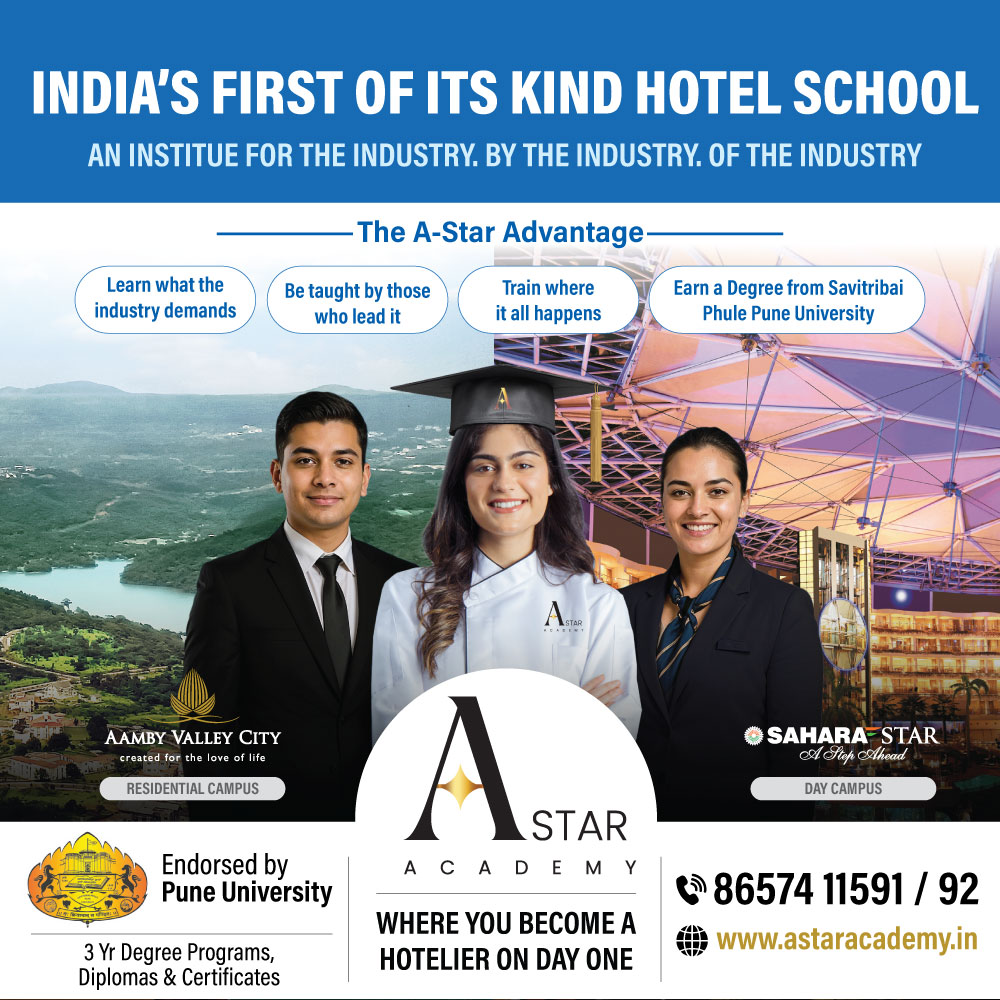 INDIA'S FIRST OF ITS KIND HOTEL SCHOOL
AN INSTITUE FOR THE INDUSTRY. BY THE INDUSTRY. OF THE INDUSTRY
The A-Star Advantage
Learn what the
industry demands
Be taught by those
who lead it
Train where
it all happens
Earn a Degree from Savitribai
Phule Pune University
A
A STAR
ACADEMY
AAMBY VALLEY CITY
created for the love of life
RESIDENTIAL CAMPUS
SAHARA STAR
A Step Ahead
DAY CAMPUS
A STAR
ACADEMY
WHERE YOU BECOME A
HOTELIER ON DAY ONE
Endorsed by
Pune University
3 Yr Degree Programs,
Diplomas & Certificates
86574 11591 / 92
www.astaracademy.in